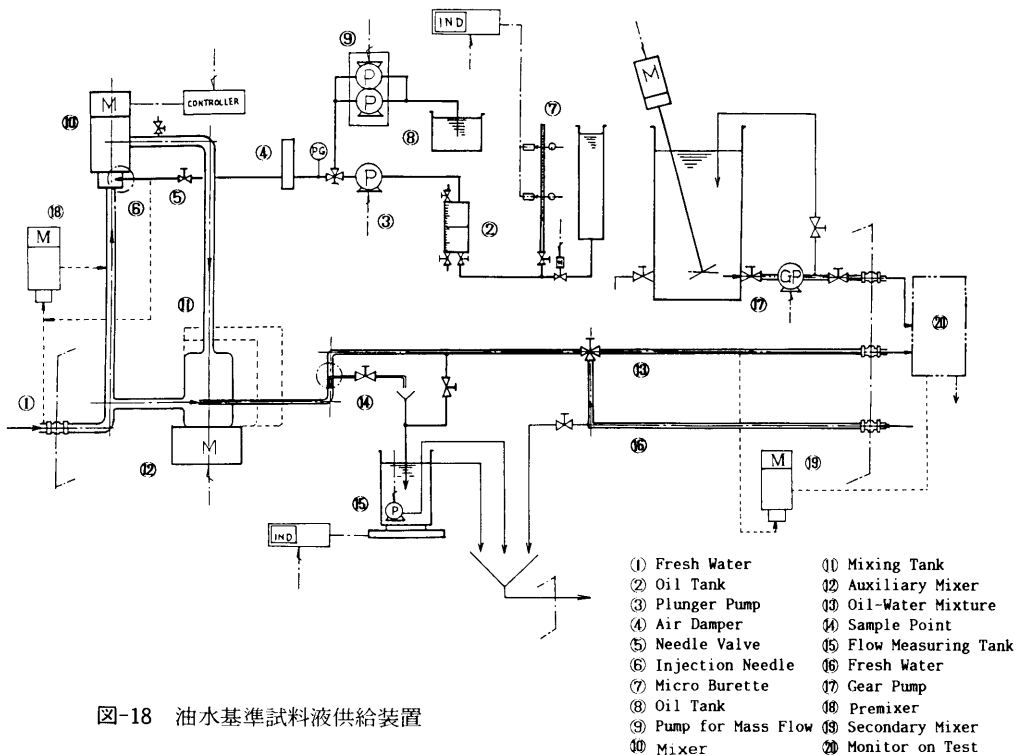 IND
⑨
M
P
P
M
CONTROLLER
⑩
⑧
⑦
④
PG
P
⑤
⑥
③
②
⑱
M
GP
⑰
⑳
⑪
⑬
①
⑭
⑯
M
⑫
M
⑲
⑮
P
IND
① Fresh Water
② Oil Tank
③ Plunger Pump
④ Air Damper
⑤ Needle Valve
⑥ Injection Needle
⑦ Micro Burette
⑧ Oil Tank
⑨ Pump for Mass Flow
⑩ Mixer
⑪ Mixing Tank
⑫ Auxiliary Mixer
⑬ Oil-Water Mixture
⑭ Sample Point
⑮ Flow Measuring Tank
⑯ Fresh Water
⑰ Gear Pump
⑱ Premixer
⑲ Secondary Mixer
⑳ Monitor on Test
図-18 油水基準試料液供給装置